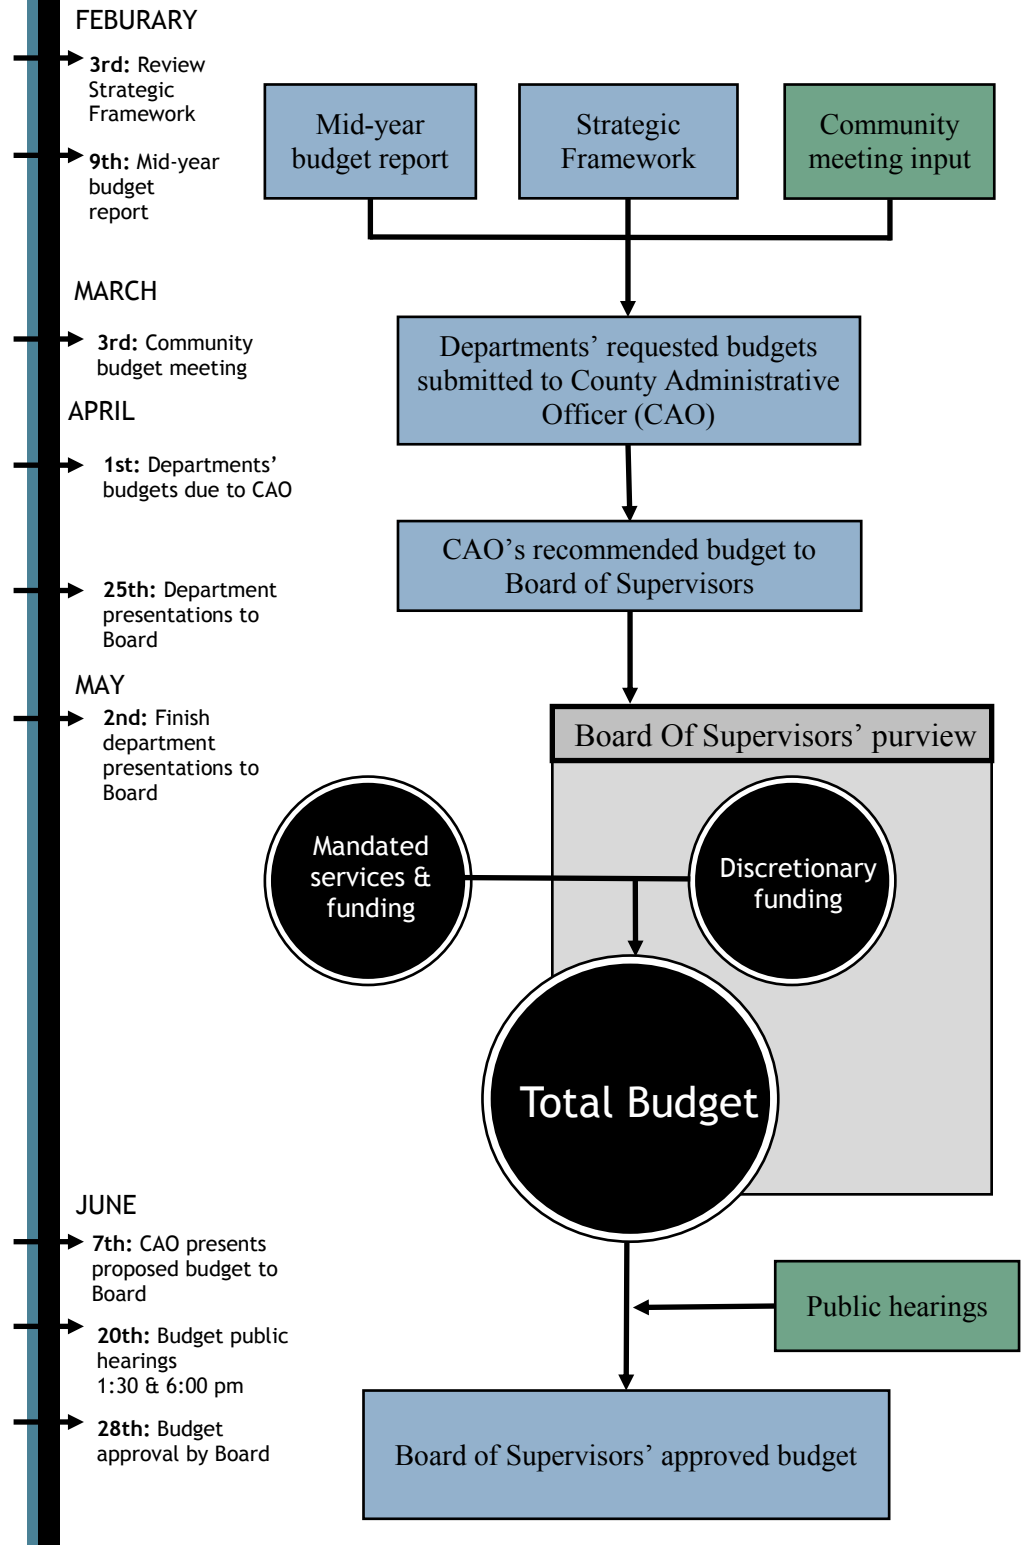 FEBURARY
3rd: Review
Strategic
Framework
9th: Mid-year
budget
report
MARCH
3rd: Community
budget meeting
APRIL
1st: Departments’
budgets due to CAO
25th: Department
presentations to
Board
MAY
2nd: Finish
department
presentations to
Board
JUNE
7th: CAO presents
proposed budget to
Board
20th: Budget public
hearings
1:30 & 6:00 pm
28th: Budget
approval by Board
Mid-year
budget report
Strategic
Framework
Community
meeting input
Departments’ requested budgets
submitted to County Administrative
Officer (CAO)
CAO’s recommended budget to
Board of Supervisors
Board Of Supervisors’ purview
Mandated
services &
funding
Discretionary
funding
Total Budget
Public hearings
Board of Supervisors’ approved budget